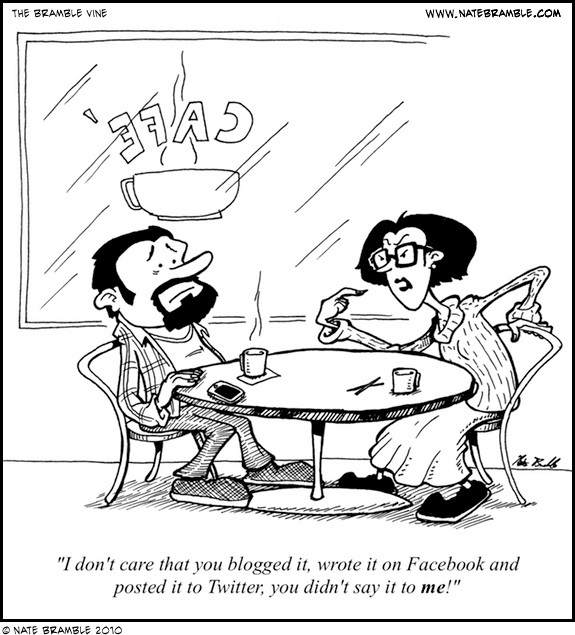 THE BRAMBLE VINE
WWW.NATEBRAMBLE.COM
CAFE'
"I don't care that you blogged it, wrote it on Facebook and
posted it to Twitter, you didn't say it to me!"
© NATE BRAMBLE 2010